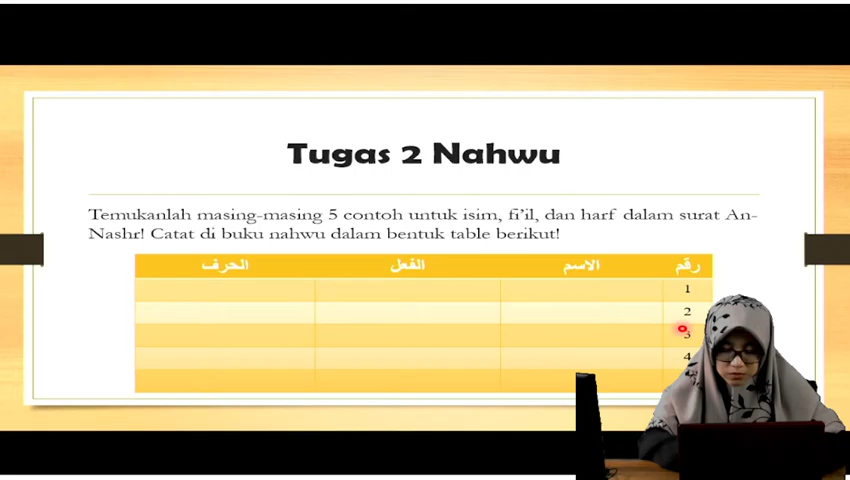 Tugas 2 Nahwu
Temukanlah masing-masing 5 contoh untuk isim, fi'il, dan harf dalam surat An-
Nashr! Catat di buku nahwu dalam bentuk table berikut!
رقم الاسم الفعل الحرف
1
2
3
4